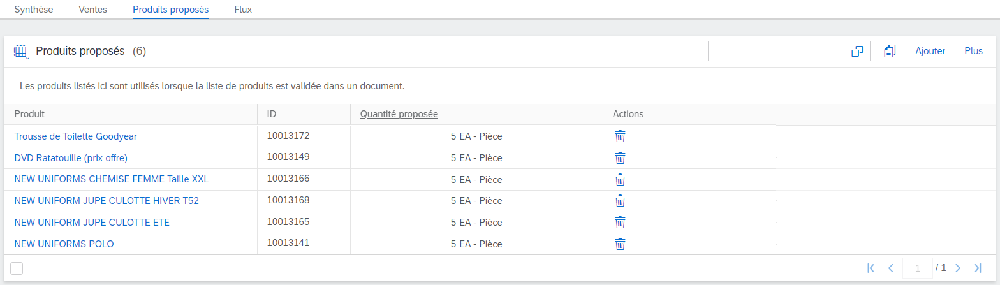 Synthèse Ventes Produits proposés Flux
Produits proposés (6) Ajouter Plus
Les produits listés ici sont utilisés lorsque la liste de produits est validée dans un document.
Produit ID Quantité proposée Actions
Trousse de Toilette Goodyear 10013172 5 EA - Pièce
DVD Ratatouille (prix offre) 10013149 5 EA - Pièce
NEW UNIFORMS CHEMISE FEMME Taille XXL 10013166 5 EA - Pièce
NEW UNIFORM JUPE CULOTTE HIVER T52 10013168 5 EA - Pièce
NEW UNIFORM JUPE CULOTTE ETE 10013165 5 EA - Pièce
NEW UNIFORMS POLO 10013141 5 EA - Pièce
1 / 1